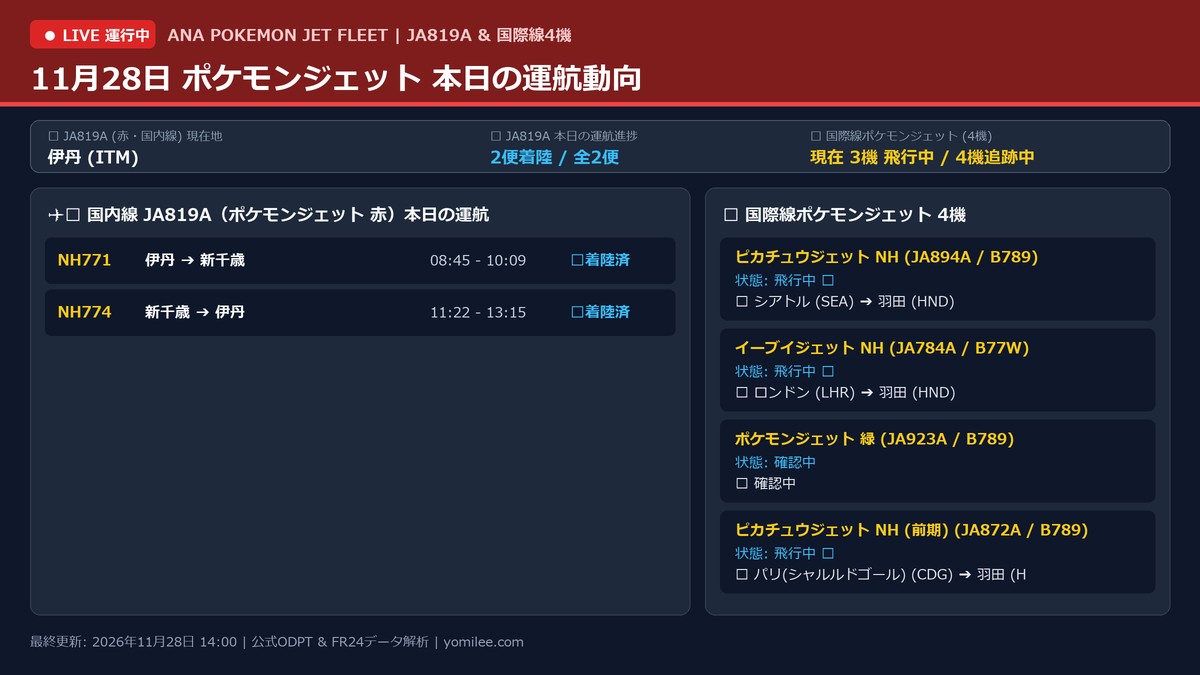 ● LIVE 運行中 ANA POKEMON JET FLEET | JA819A & 国際線4機
11月28日 ポケモンジェット 本日の運航動向
□ JA819A (赤・国内線) 現在地
伊丹 (ITM)
□ JA819A 本日の運航進捗
2便着陸 / 全2便
□ 国際線ポケモンジェット (4機)
現在 3機 飛行中 / 4機追跡中
✈□ 国内線 JA819A（ポケモンジェット 赤）本日の運航
NH771 伊丹 → 新千歳 08:45 - 10:09 □着陸済
NH774 新千歳 → 伊丹 11:22 - 13:15 □着陸済
□ 国際線ポケモンジェット 4機
ピカチュウジェット NH (JA894A / B789)
状態: 飛行中 □
□ シアトル (SEA) → 羽田 (HND)
イーブイジェット NH (JA784A / B77W)
状態: 飛行中 □
□ ロンドン (LHR) → 羽田 (HND)
ポケモンジェット 緑 (JA923A / B789)
状態: 確認中
□ 確認中
ピカチュウジェット NH (前期) (JA872A / B789)
状態: 飛行中 □
□ パリ(シャルルドゴール) (CDG) → 羽田 (H
最終更新: 2026年11月28日 14:00 | 公式ODPT & FR24データ解析 | yomilee.com